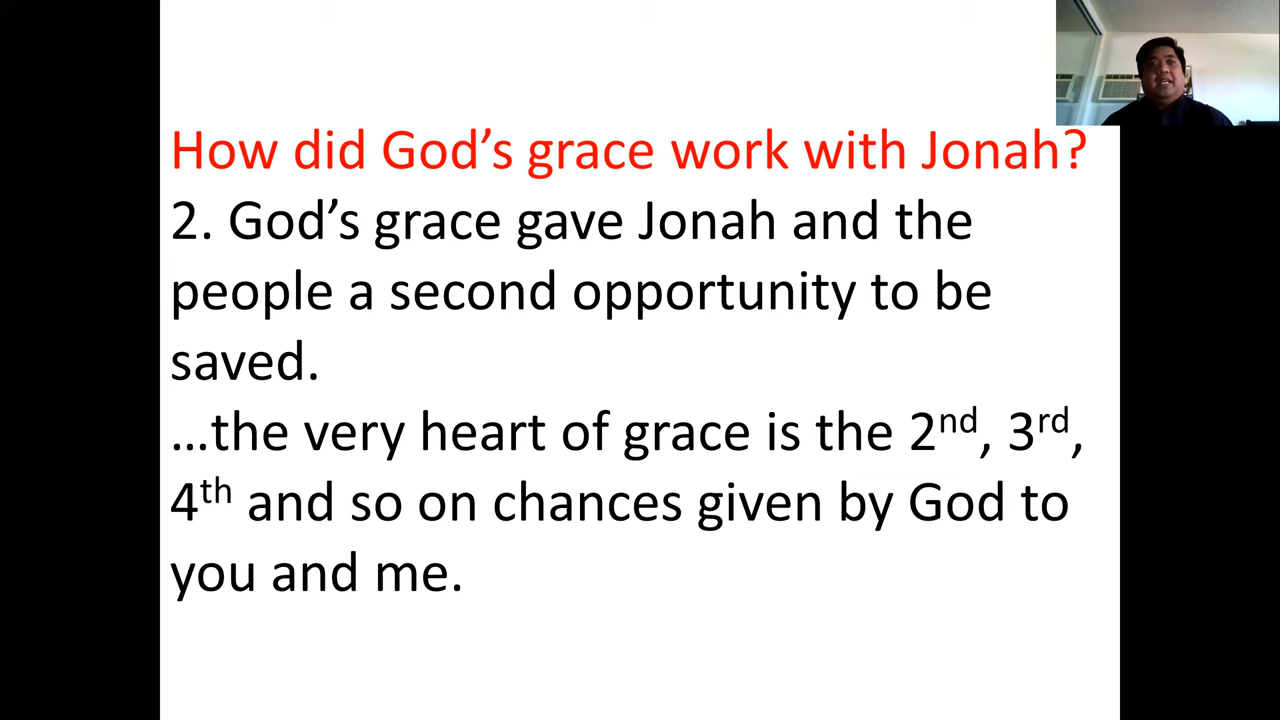 How did God’s grace work with Jonah?
2. God’s grace gave Jonah and the
people a second opportunity to be
saved.
…the very heart of grace is the 2nd, 3rd,
4th and so on chances given by God to
you and me.